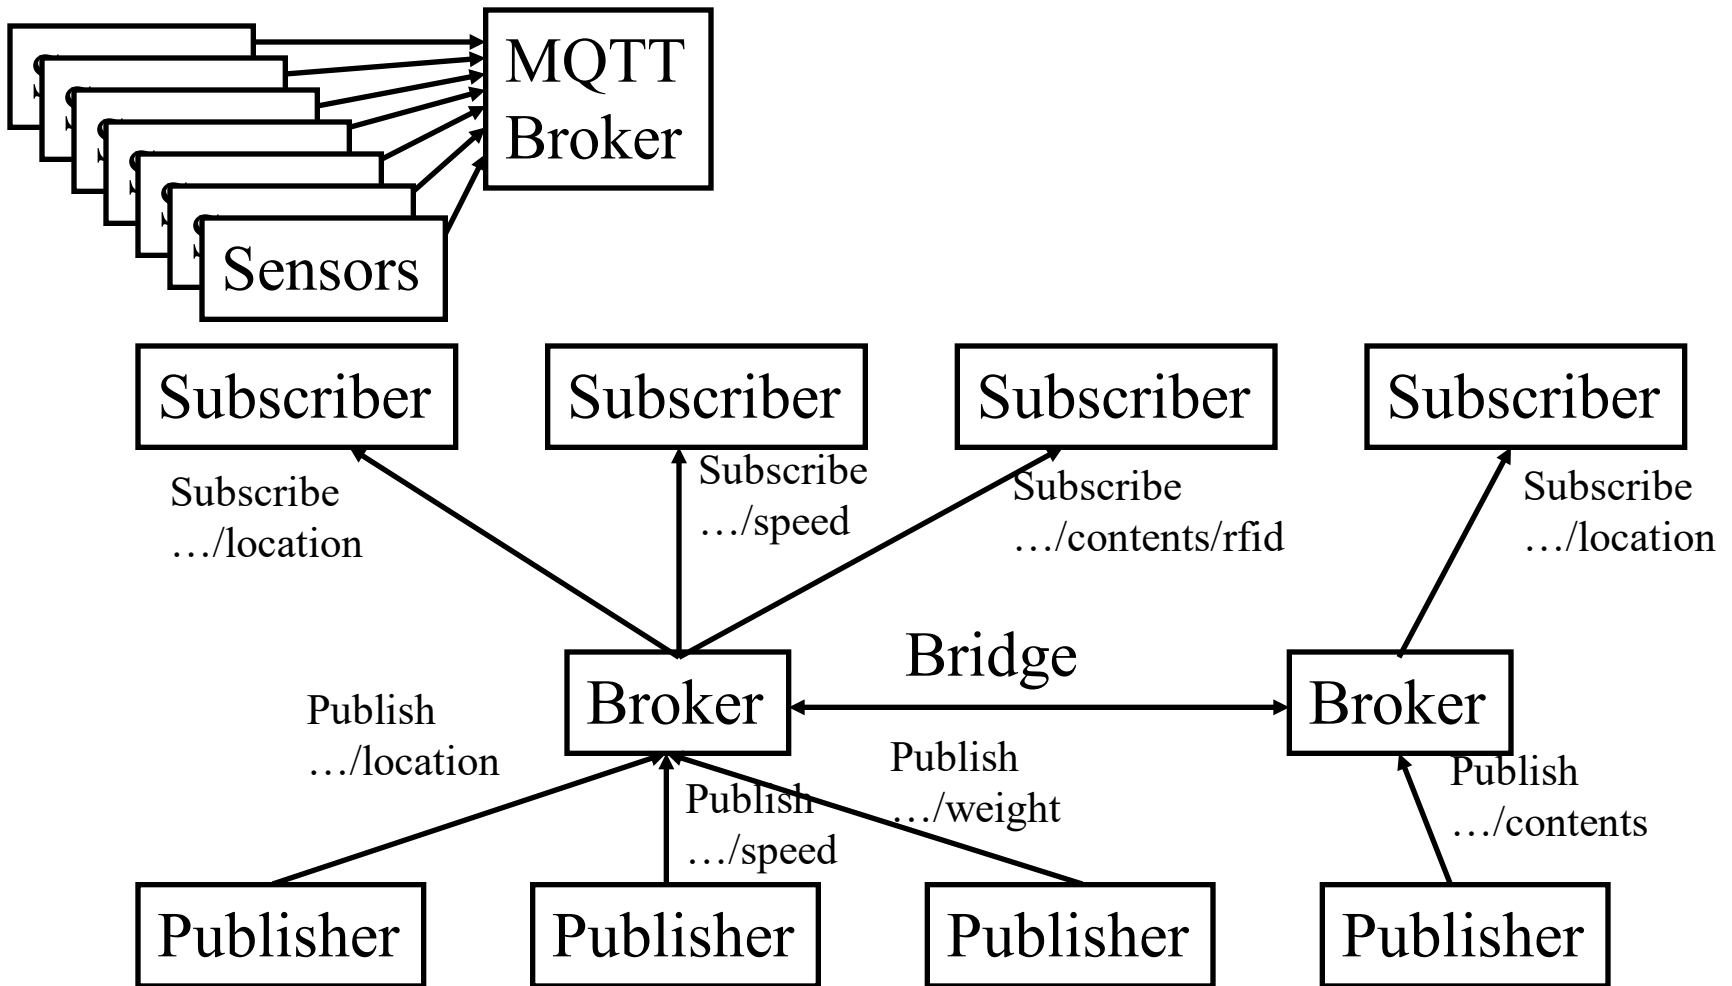 MQTT
Broker
Sensors
Subscriber
Subscriber
Subscriber
Subscriber
Subscribe
…/location
Subscribe
…/speed
Subscribe
…/contents/rfid
Subscribe
…/location
Bridge
Broker
Broker
Publish
…/location
Publish
…/speed
Publish
…/weight
Publish
…/contents
Publisher
Publisher
Publisher
Publisher